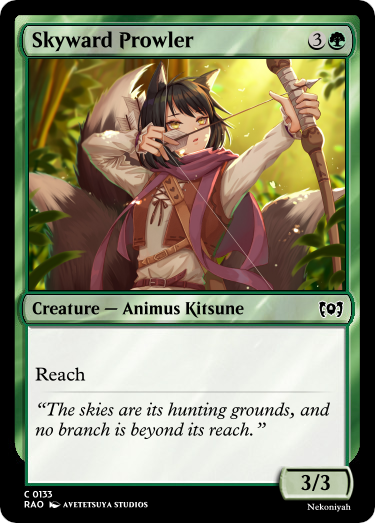 Skyward Prowler 3
Creature — Animus Kitsune
Reach
“The skies are its hunting grounds, and
no branch is beyond its reach.”
3/3
C 0133
RAO AYETETSUYA STUDIOS
Nekoniyah